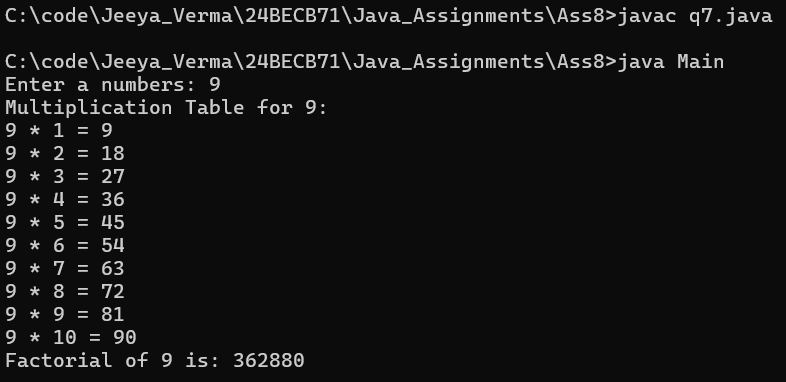 C:\code\Jeeya_Verma\24BECB71\Java_Assignments\Ass8>javac q7.java
C:\code\Jeeya_Verma\24BECB71\Java_Assignments\Ass8>java Main
Enter a numbers: 9
Multiplication Table for 9:
9 * 1 = 9
9 * 2 = 18
9 * 3 = 27
9 * 4 = 36
9 * 5 = 45
9 * 6 = 54
9 * 7 = 63
9 * 8 = 72
9 * 9 = 81
9 * 10 = 90
Factorial of 9 is: 362880